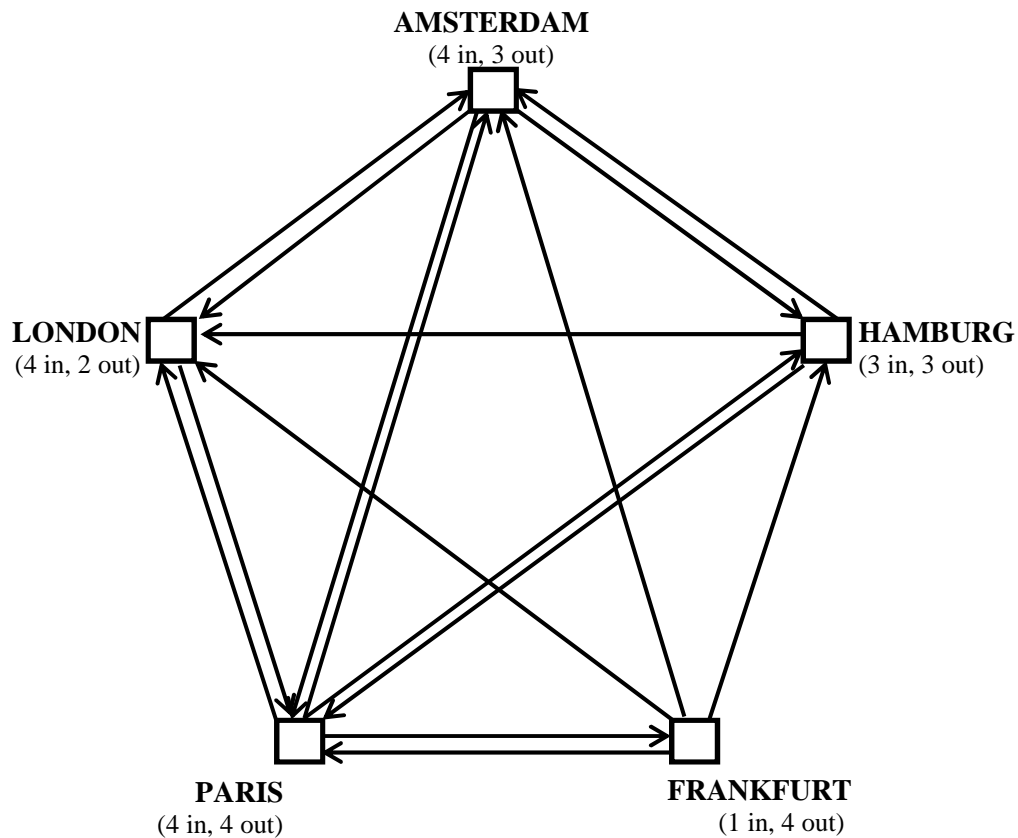 AMSTERDAM
(4 in, 3 out)
LONDON
(4 in, 2 out)
HAMBURG
(3 in, 3 out)
PARIS
(4 in, 4 out)
FRANKFURT
(1 in, 4 out)